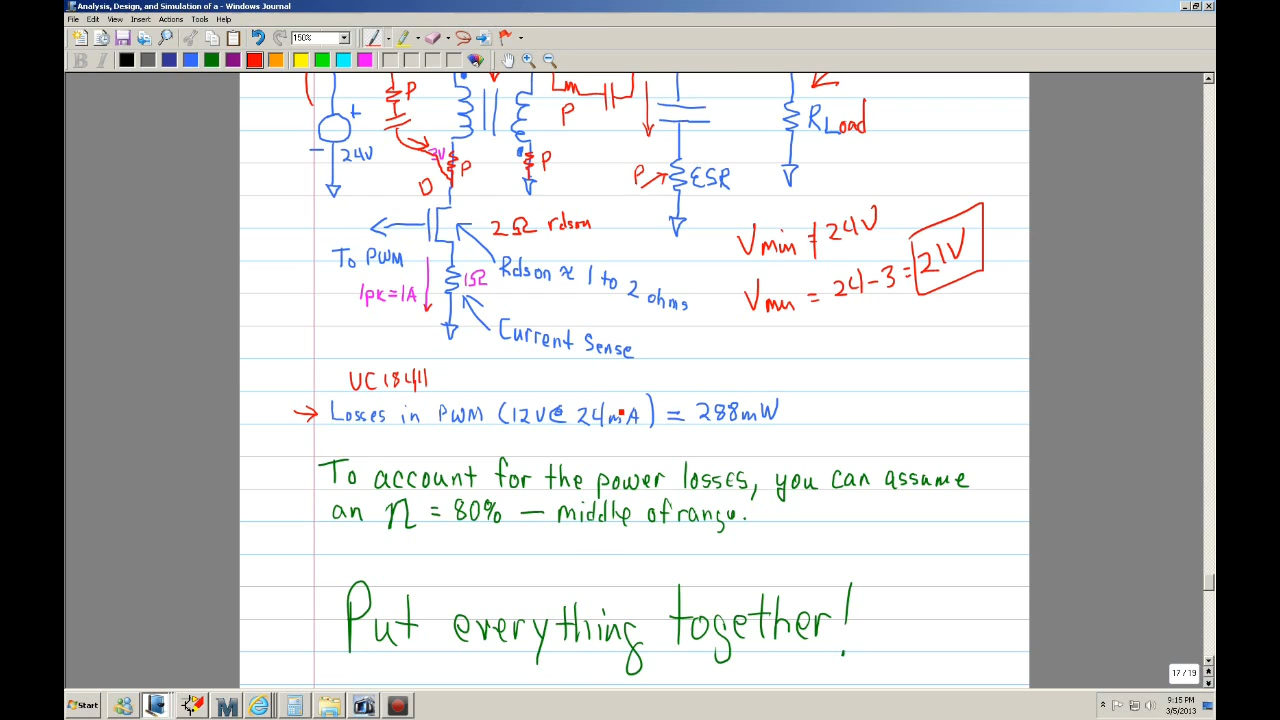 Analysis, Design, and Simulation of a - Windows Journal
File Edit View Insert Actions Tools Help
150%
B I
P
P
+
24V
3V
P
P
D
P
ESR
RLoad
2Ω rdson
To PWM
Rdson ≈ 1 to 2 ohms
1Ω
Ipk=1A
Current Sense
Vmin ≠ 24V
Vmin = 24-3 = 21V
UC1841
→ Losses in PWM (12V@ 24mA) = 288mW
To account for the power losses, you can assume
an η = 80% — middle of range.
Put everything together!
17 / 19
Start
9:15 PM
3/5/2013